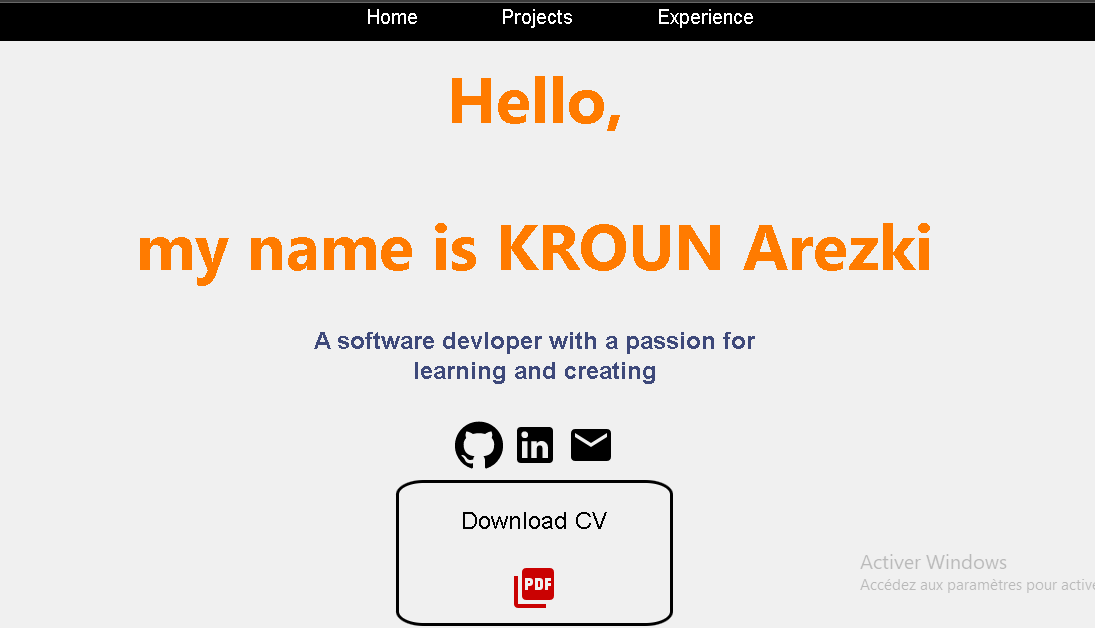 Home Projects Experience
Hello,
my name is KROUN Arezki
A software devloper with a passion for
learning and creating
in
Download CV
PDF
Activer Windows
Accédez aux paramètres pour active